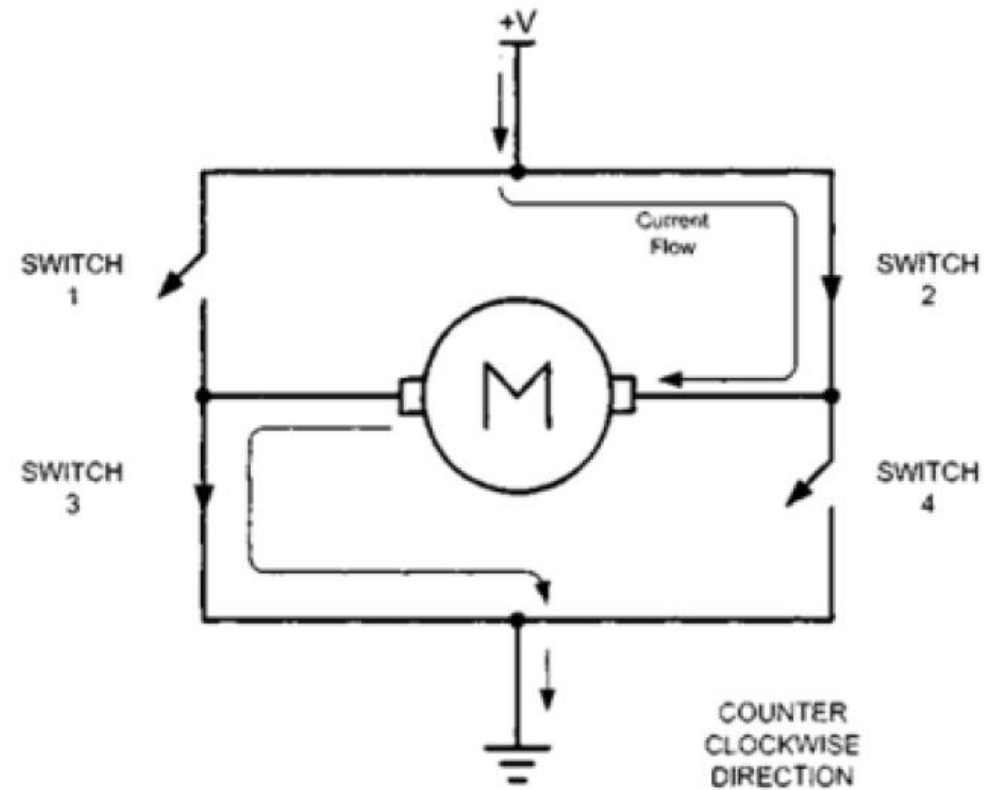 +V
Current
Flow
SWITCH
1
SWITCH
2
M
SWITCH
3
SWITCH
4
COUNTER
CLOCKWISE
DIRECTION